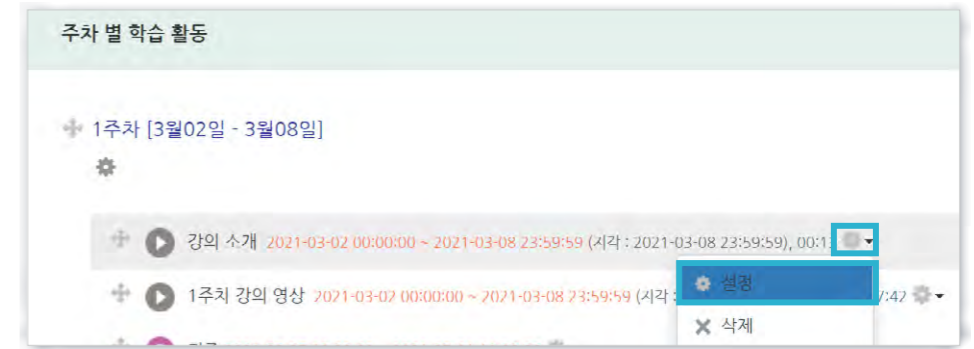 주차 별 학습 활동
1주차 [3월02일 - 3월08일]
강의 소개 2021-03-02 00:00:00 ~ 2021-03-08 23:59:59 (지각 : 2021-03-08 23:59:59), 00:1
설정
1주차 강의 영상 2021-03-02 00:00:00 ~ 2021-03-08 23:59:59 (지각 : 7:42
삭제